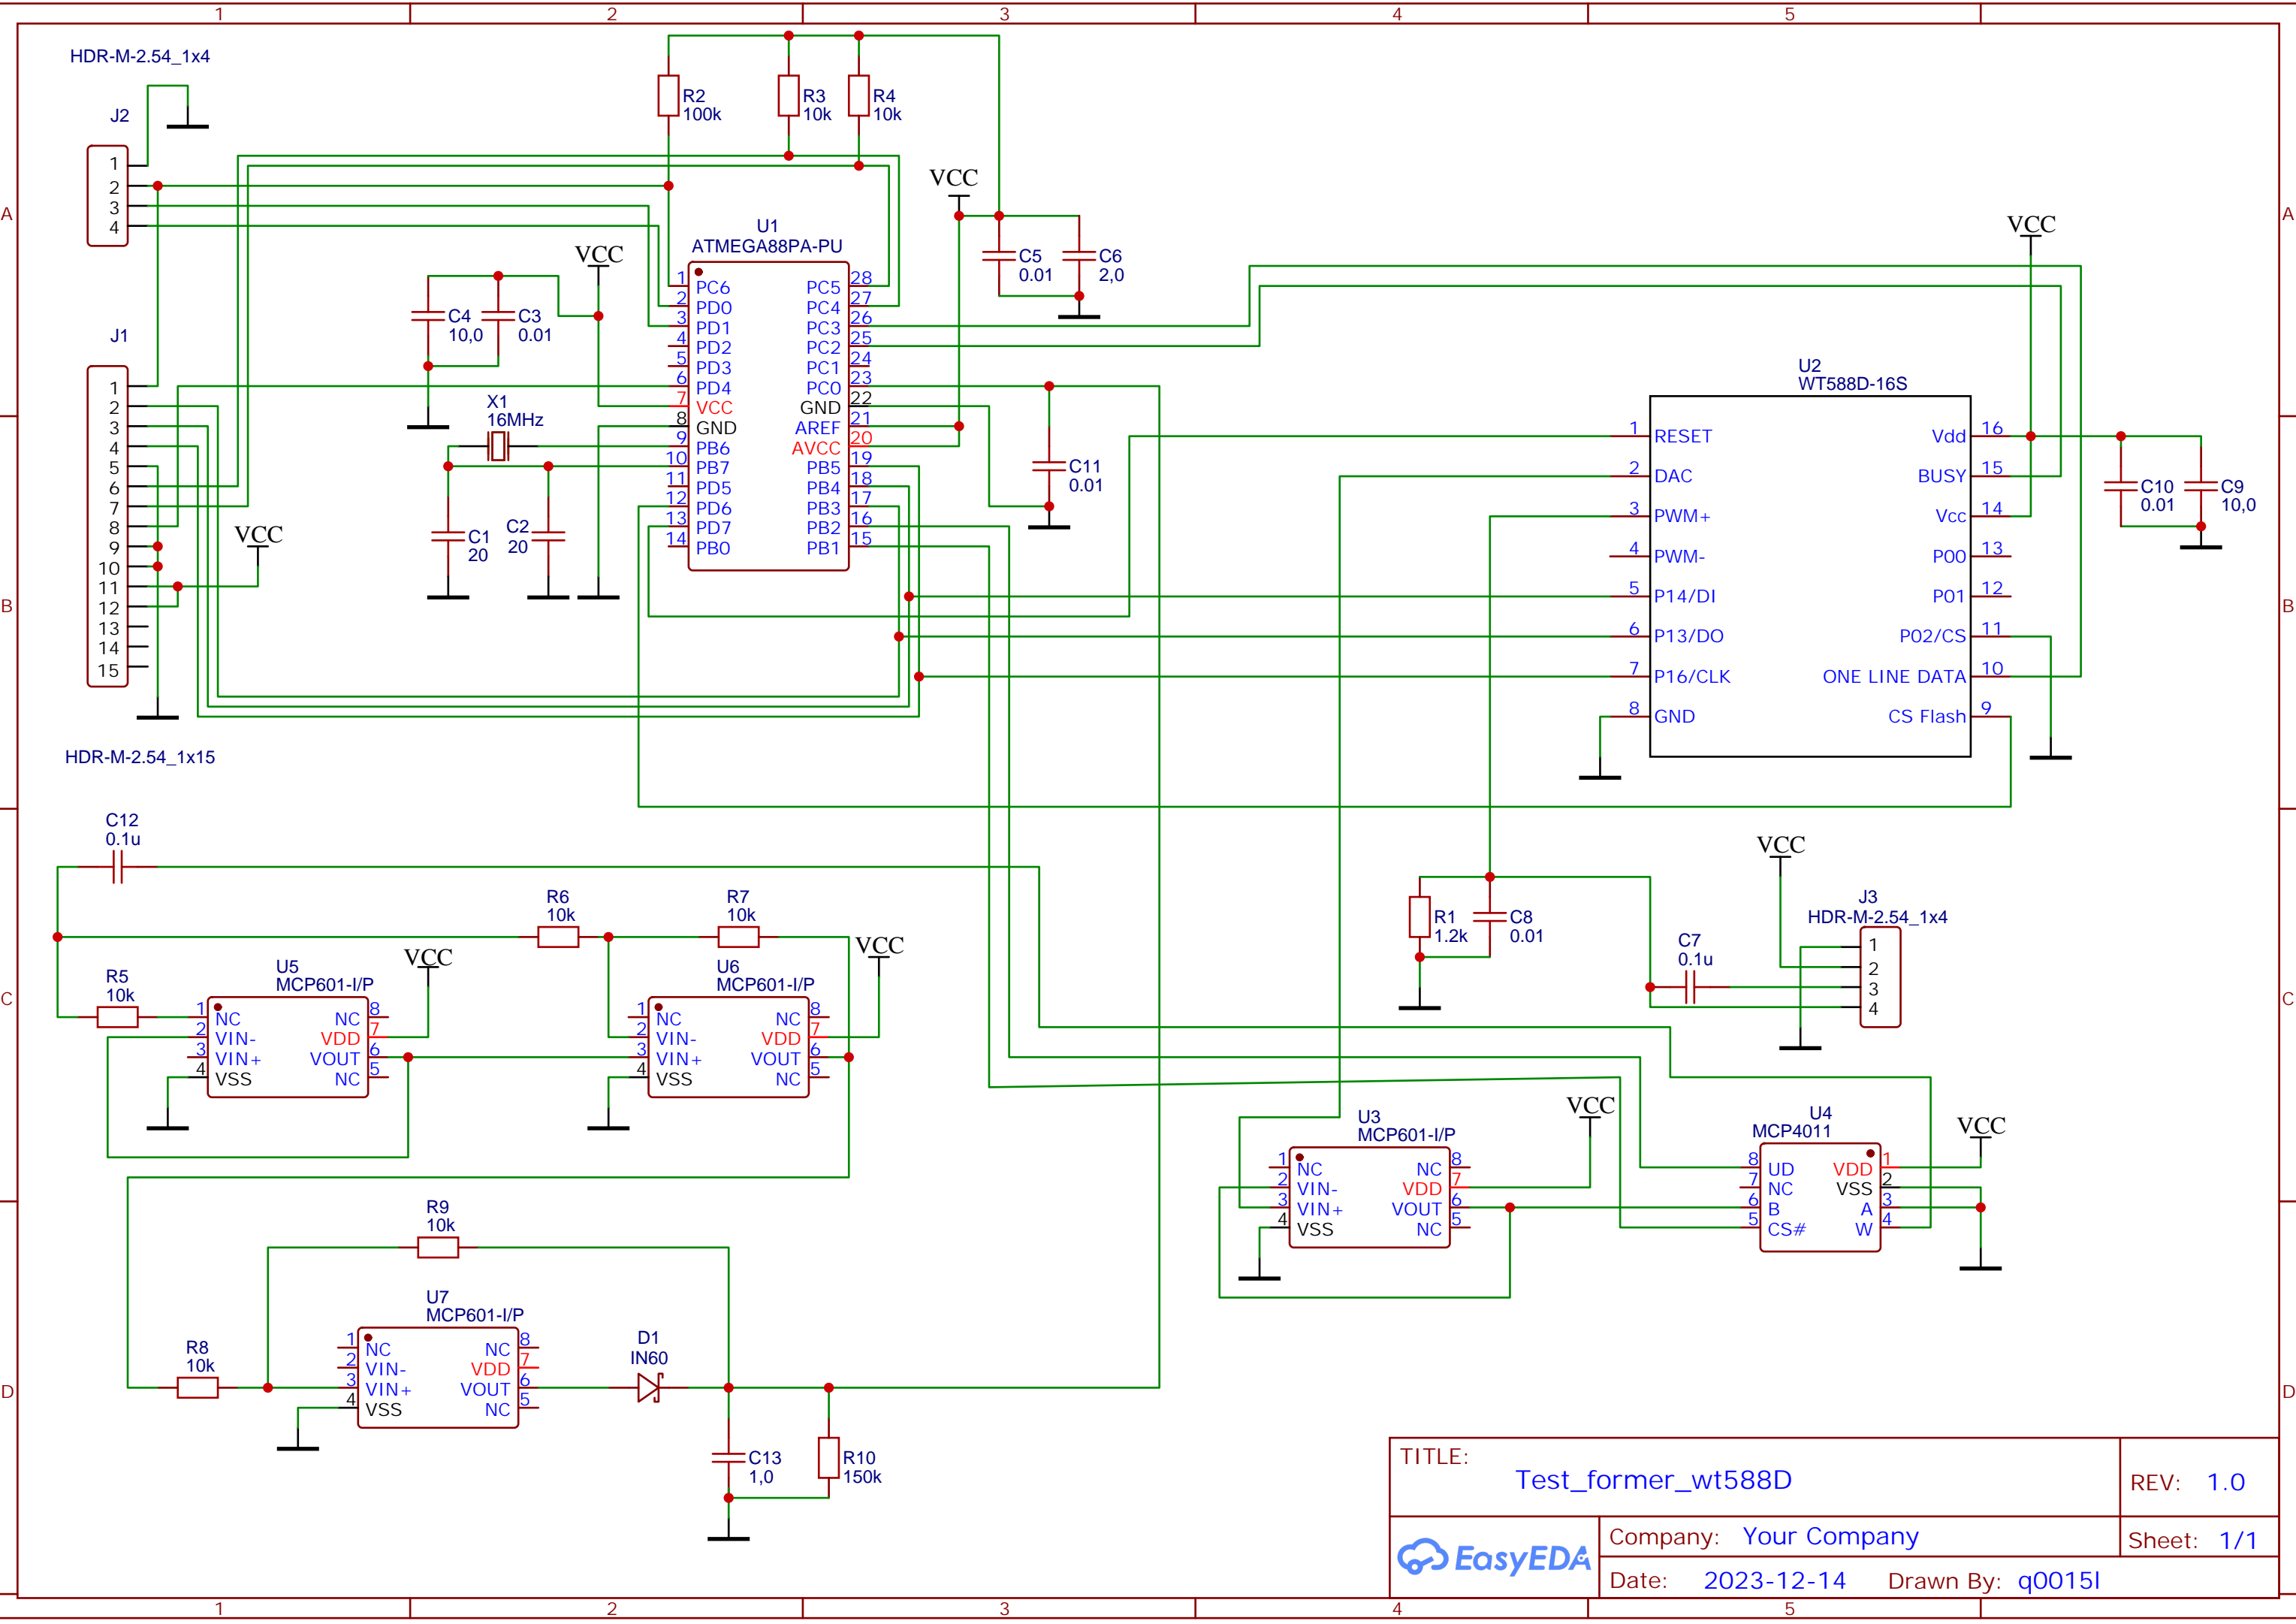 1 2 3 4 5
A
B
C
D
HDR-M-2.54_1x4
J2
1
2
3
4
J1
1
2
3
4
5
6
7
8
9
10
11
12
13
14
15
HDR-M-2.54_1x15
VCC
R2
100k
R3
10k
R4
10k
VCC
C4
10,0
C3
0.01
X1
16MHz
C1
20
C2
20
U1
ATMEGA88PA-PU
1 PC6
2 PD0
3 PD1
4 PD2
5 PD3
6 PD4
7 VCC
8 GND
9 PB6
10 PB7
11 PD5
12 PD6
13 PD7
14 PB0
PC5 28
PC4 27
PC3 26
PC2 25
PC1 24
PC0 23
GND 22
AREF 21
AVCC 20
PB5 19
PB4 18
PB3 17
PB2 16
PB1 15
VCC
C5
0.01
C6
2,0
C11
0.01
U2
WT588D-16S
1 RESET
2 DAC
3 PWM+
4 PWM-
5 P14/DI
6 P13/DO
7 P16/CLK
8 GND
Vdd 16
BUSY 15
Vcc 14
P00 13
P01 12
P02/CS 11
ONE LINE DATA 10
CS Flash 9
VCC
C10
0.01
C9
10,0
C12
0.1u
R6
10k
R7
10k
R5
10k
U5
MCP601-I/P
1 NC
2 VIN-
3 VIN+
4 VSS
NC 8
VDD 7
VOUT 6
NC 5
VCC
U6
MCP601-I/P
1 NC
2 VIN-
3 VIN+
4 VSS
NC 8
VDD 7
VOUT 6
NC 5
VCC
R1
1.2k
C8
0.01
C7
0.1u
VCC
J3
HDR-M-2.54_1x4
1
2
3
4
U3
MCP601-I/P
1 NC
2 VIN-
3 VIN+
4 VSS
NC 8
VDD 7
VOUT 6
NC 5
VCC
U4
MCP4011
8 UD
7 NC
6 B
5 CS#
VDD 1
VSS 2
A 3
W 4
VCC
R9
10k
R8
10k
U7
MCP601-I/P
1 NC
2 VIN-
3 VIN+
4 VSS
NC 8
VDD 7
VOUT 6
NC 5
D1
IN60
C13
1,0
R10
150k
TITLE:
Test_former_wt588D
REV: 1.0
EasyEDA
Company: Your Company
Sheet: 1/1
Date: 2023-12-14 Drawn By: q0015l
A
B
C
D
1 2 3 4 5